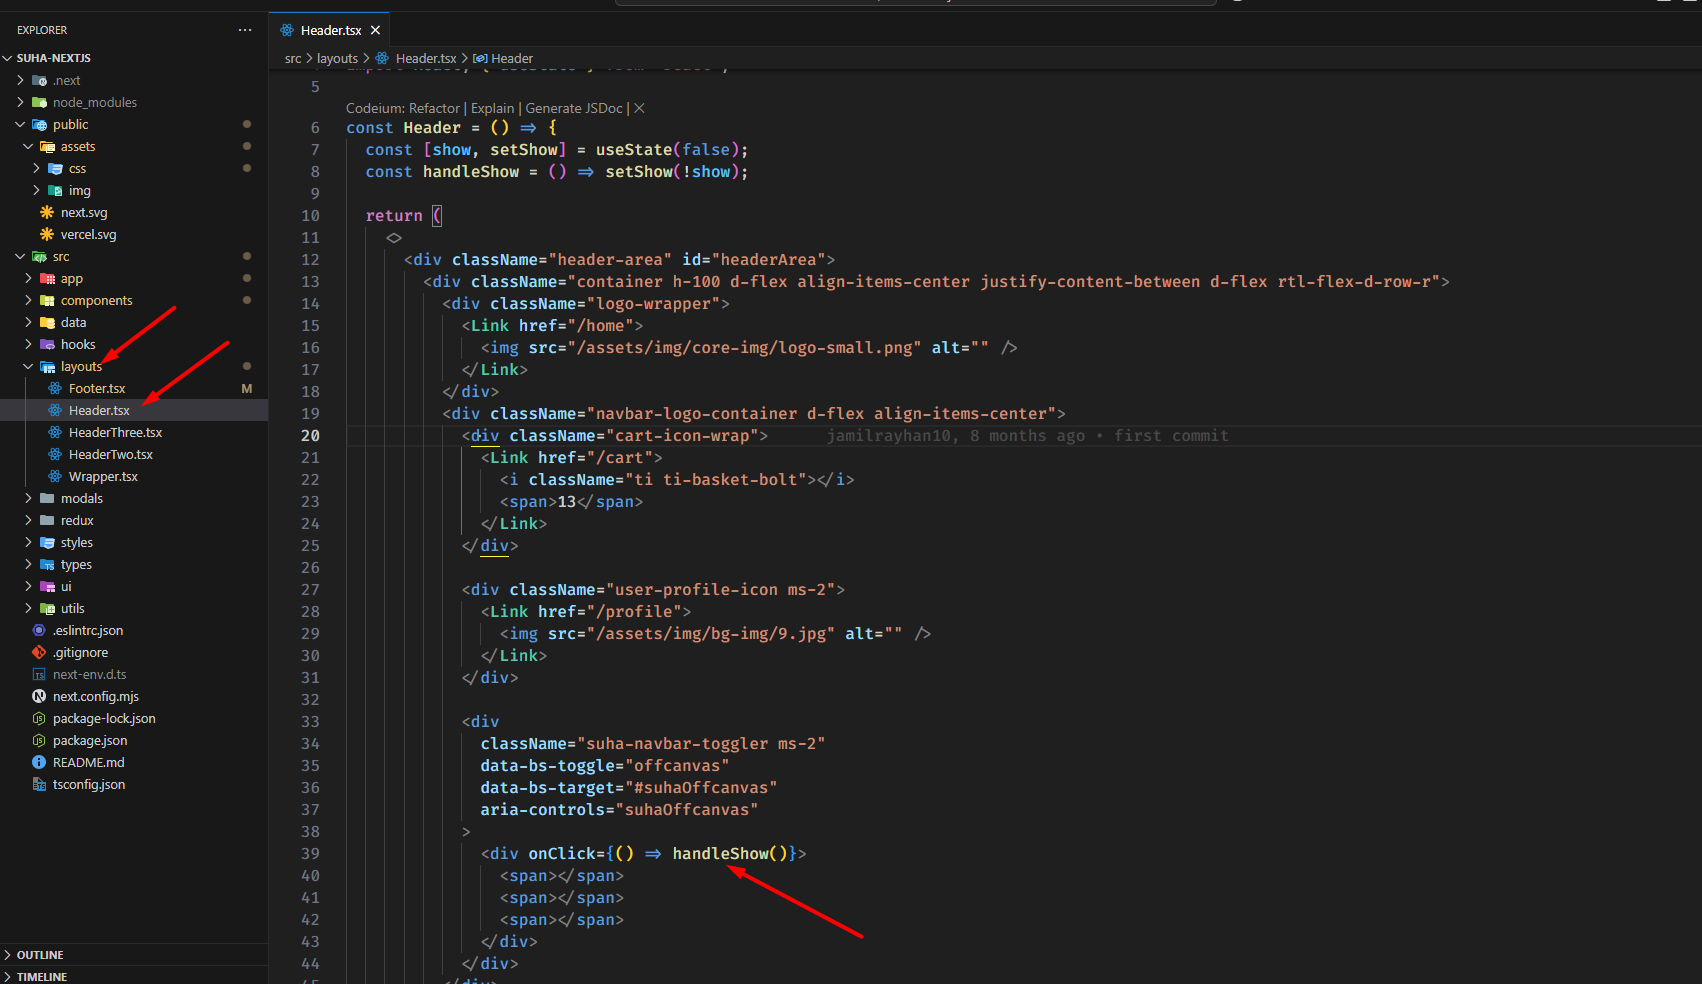 EXPLORER
SUHA-NEXTJS
.next
node_modules
public
assets
css
img
next.svg
vercel.svg
src
app
components
data
hooks
layouts
Footer.tsx M
Header.tsx
HeaderThree.tsx
HeaderTwo.tsx
Wrapper.tsx
modals
redux
styles
types
ui
utils
.eslintrc.json
.gitignore
next-env.d.ts
next.config.mjs
package-lock.json
package.json
README.md
tsconfig.json
OUTLINE
TIMELINE
Header.tsx
src > layouts > Header.tsx > Header
5
Codeium: Refactor | Explain | Generate JSDoc | X
6 const Header = () => {
7 const [show, setShow] = useState(false);
8 const handleShow = () => setShow(!show);
9
10 return (
11 <>
12 <div className="header-area" id="headerArea">
13 <div className="container h-100 d-flex align-items-center justify-content-between d-flex rtl-flex-d-row-r">
14 <div className="logo-wrapper">
15 <Link href="/home">
16 <img src="/assets/img/core-img/logo-small.png" alt="" />
17 </Link>
18 </div>
19 <div className="navbar-logo-container d-flex align-items-center">
20 <div className="cart-icon-wrap"> jamilrayhan10, 8 months ago • first commit
21 <Link href="/cart">
22 <i className="ti ti-basket-bolt"></i>
23 <span>13</span>
24 </Link>
25 </div>
26
27 <div className="user-profile-icon ms-2">
28 <Link href="/profile">
29 <img src="/assets/img/bg-img/9.jpg" alt="" />
30 </Link>
31 </div>
32
33 <div
34 className="suha-navbar-toggler ms-2"
35 data-bs-toggle="offcanvas"
36 data-bs-target="#suhaOffcanvas"
37 aria-controls="suhaOffcanvas"
38 >
39 <div onClick={() => handleShow()}>
40 <span></span>
41 <span></span>
42 <span></span>
43 </div>
44 </div>